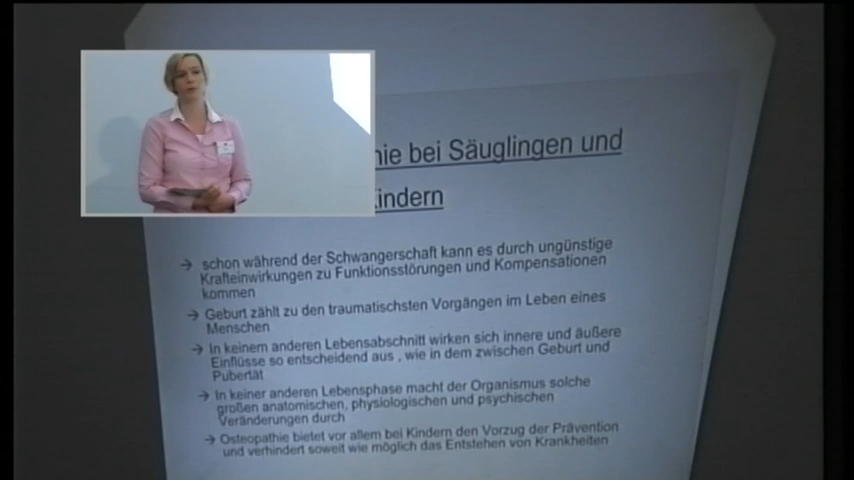 ie bei Säuglingen und
indern
→ schon während der Schwangerschaft kann es durch ungünstige
Krafteinwirkungen zu Funktionsstörungen und Kompensationen
kommen
→ Geburt zählt zu den traumatischsten Vorgängen im Leben eines
Menschen
→ In keinem anderen Lebensabschnitt wirken sich innere und äußere
Einflüsse so entscheidend aus , wie in dem zwischen Geburt und
Pubertät
→ In keiner anderen Lebensphase macht der Organismus solche
großen anatomischen, physiologischen und psychischen
Veränderungen durch
→ Osteopathie bietet vor allem bei Kindern den Vorzug der Prävention
und verhindert soweit wie möglich das Entstehen von Krankheiten